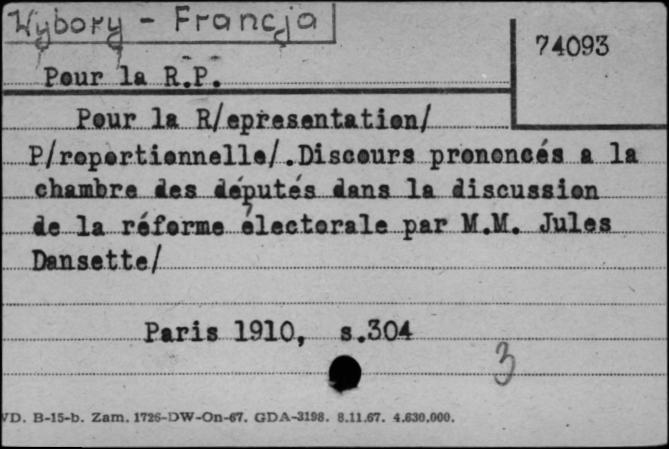 Wybory - Francja
74093
Pour la R.P.
Pour la R/epresentation/
P/roportionnelle/.Discours prononcés a la
chambre des députés dans la discussion
de la réforme électorale par M.M. Jules
Dansette/
Paris 1910, s.304
3
VD. B-15-b. Zam. 1726-DW-On-67. GDA-3198. 8.11.67. 4.630.000.